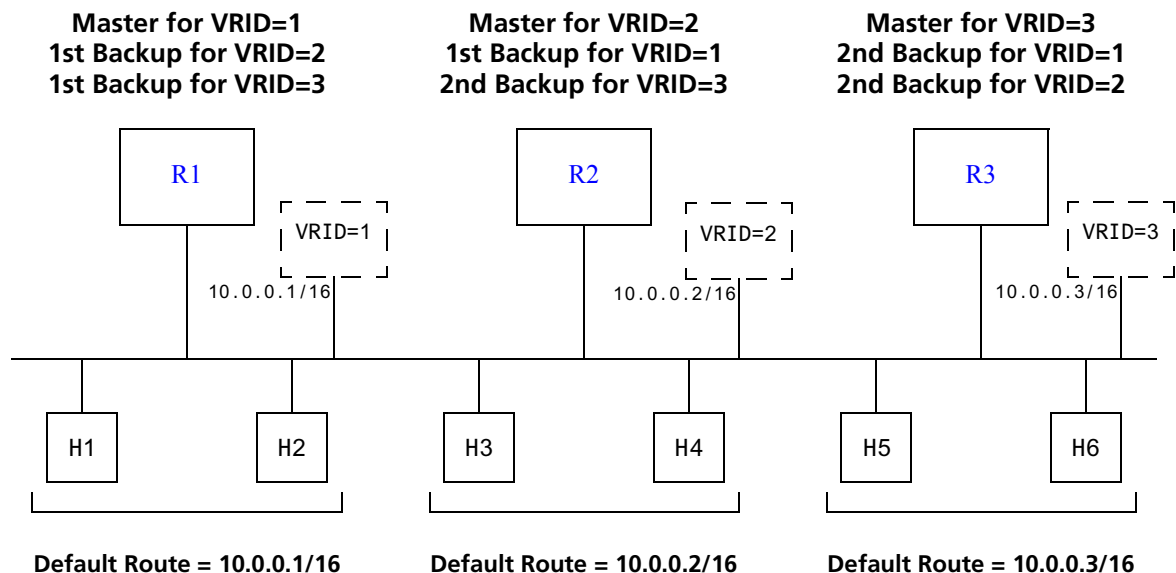 Master for VRID=1
1st Backup for VRID=2
1st Backup for VRID=3
Master for VRID=2
1st Backup for VRID=1
2nd Backup for VRID=3
Master for VRID=3
2nd Backup for VRID=1
2nd Backup for VRID=2
R1
R2
R3
VRID=1
VRID=2
VRID=3
10.0.0.1/16
10.0.0.2/16
10.0.0.3/16
H1
H2
H3
H4
H5
H6
Default Route = 10.0.0.1/16
Default Route = 10.0.0.2/16
Default Route = 10.0.0.3/16